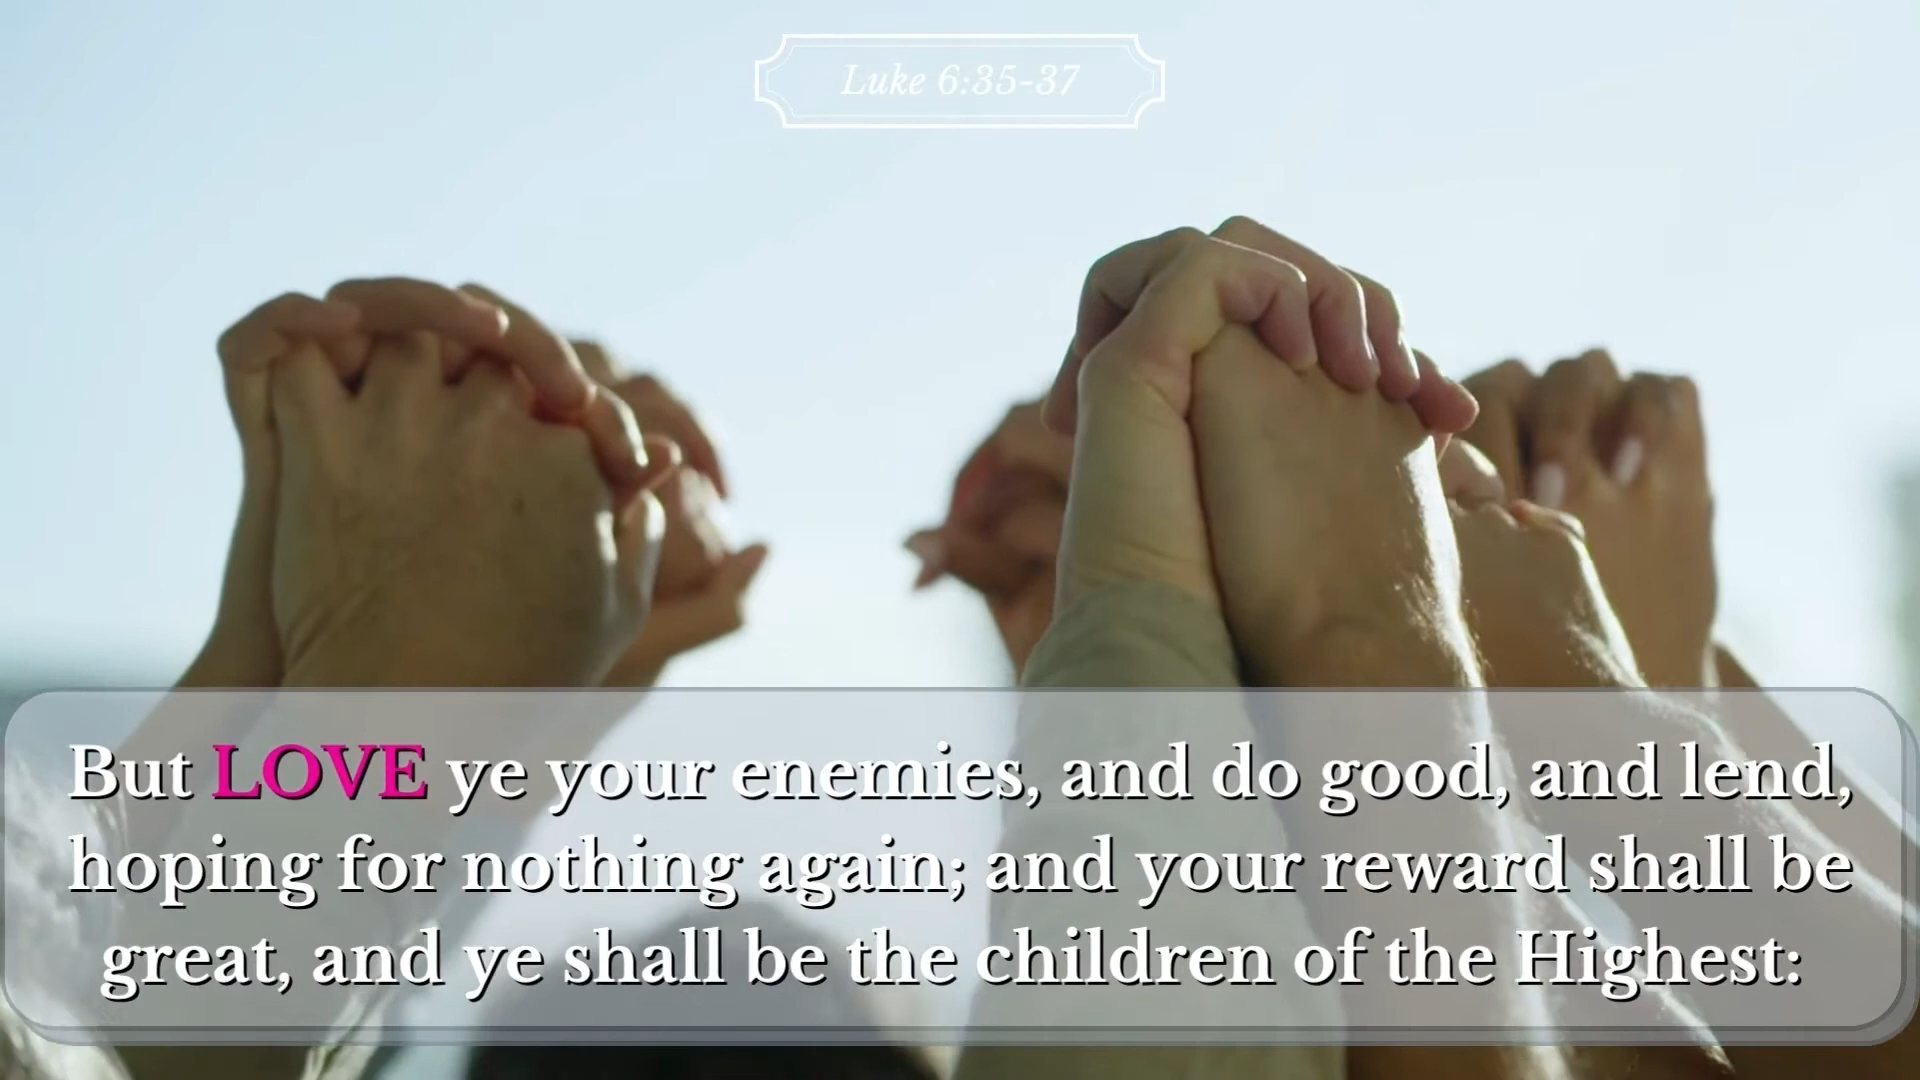 Luke 6:35-37
But LOVE ye your enemies, and do good, and lend,
hoping for nothing again; and your reward shall be
great, and ye shall be the children of the Highest: